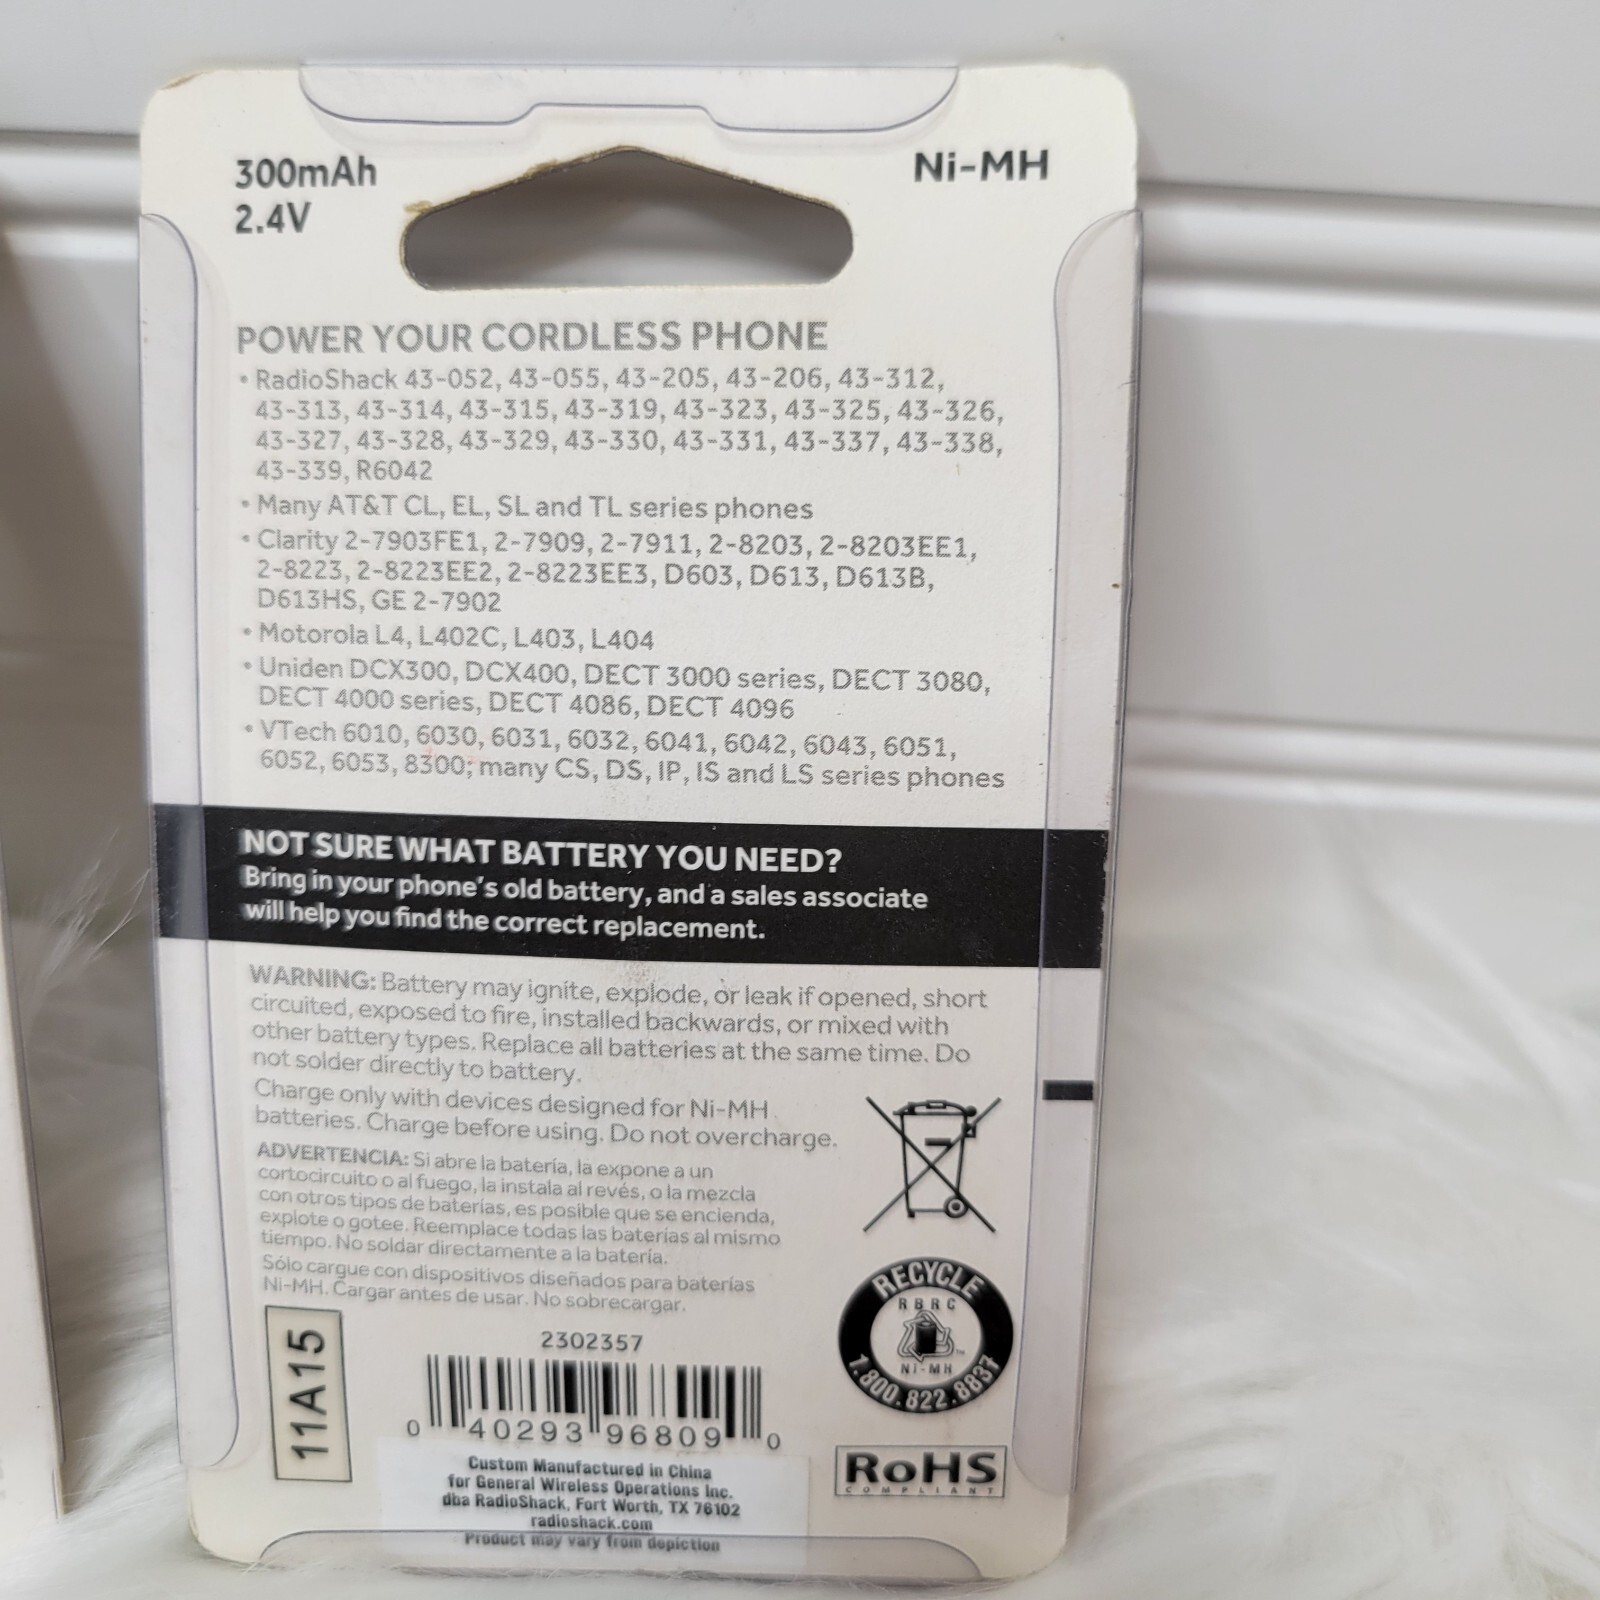 300mAh
2.4V
Ni-MH
POWER YOUR CORDLESS PHONE
• RadioShack 43-052, 43-055, 43-205, 43-206, 43-312,
43-313, 43-314, 43-315, 43-319, 43-323, 43-325, 43-326,
43-327, 43-328, 43-329, 43-330, 43-331, 43-337, 43-338,
43-339, R6042
• Many AT&T CL, EL, SL and TL series phones
• Clarity 2-7903FE1, 2-7909, 2-7911, 2-8203, 2-8203EE1,
2-8223, 2-8223EE2, 2-8223EE3, D603, D613, D613B,
D613HS, GE 2-7902
• Motorola L4, L402C, L403, L404
• Uniden DCX300, DCX400, DECT 3000 series, DECT 3080,
DECT 4000 series, DECT 4086, DECT 4096
• VTech 6010, 6030, 6031, 6032, 6041, 6042, 6043, 6051,
6052, 6053, 8300; many CS, DS, IP, IS and LS series phones
NOT SURE WHAT BATTERY YOU NEED?
Bring in your phone's old battery, and a sales associate
will help you find the correct replacement.
WARNING: Battery may ignite, explode, or leak if opened, short
circuited, exposed to fire, installed backwards, or mixed with
other battery types. Replace all batteries at the same time. Do
not solder directly to battery.
Charge only with devices designed for Ni-MH
batteries. Charge before using. Do not overcharge.
ADVERTENCIA: Si abre la batería, la expone a un
cortocircuito o al fuego, la instala al revés, o la mezcla
con otros tipos de baterías, es posible que se encienda,
explote o gotee. Reemplace todas las baterías al mismo
tiempo. No soldar directamente a la batería.
Sólo cargue con dispositivos diseñados para baterías
Ni-MH. Cargar antes de usar. No sobrecargar.
11A15
2302357
0 40293 96809 0
Custom Manufactured in China
for General Wireless Operations Inc.
dba RadioShack, Fort Worth, TX 76102
radioshack.com
Product may vary from depiction
RECYCLE
RBRC
Ni-MH
1.800.822.8837
RoHS
COMPLIANT